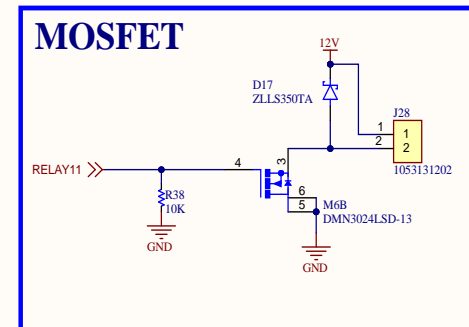 MOSFET
12V
D17
ZLLS350TA
J28
1
1
2
2
1053131202
RELAY11
4
3
R38
10K
6
5
M6B
DMN3024LSD-13
GND
GND